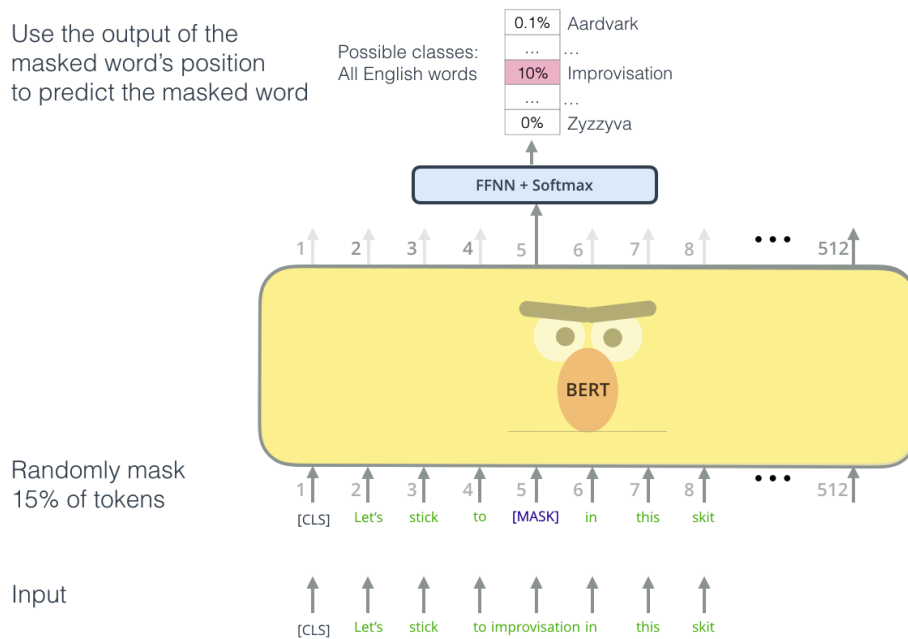 Use the output of the
masked word's position
to predict the masked word
Possible classes:
All English words
0.1% Aardvark
... ...
10% Improvisation
... ...
0% Zyzzyva
FFNN + Softmax
1 2 3 4 5 6 7 8 ••• 512
BERT
Randomly mask
15% of tokens
1 2 3 4 5 6 7 8 ••• 512
[CLS] Let's stick to [MASK] in this skit
Input
[CLS] Let's stick to improvisation in this skit